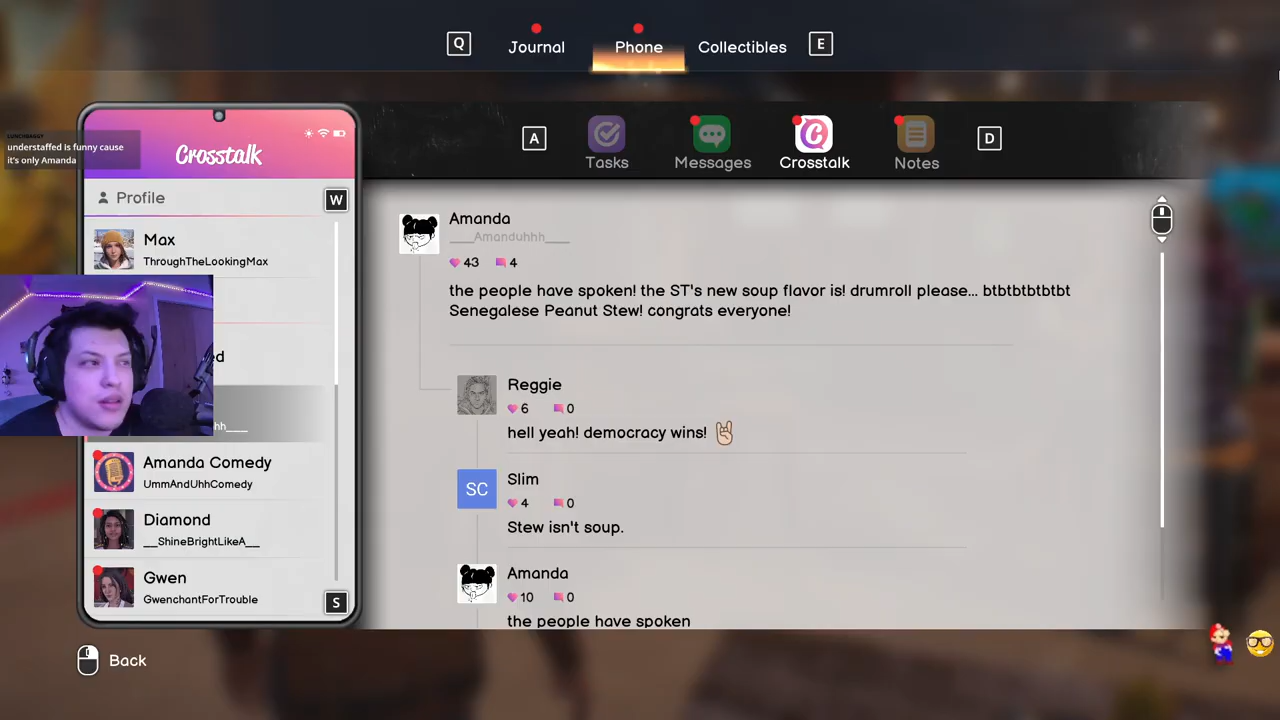 Q
Journal
Phone
Collectibles
E
LUNCHBAGGY
understaffed is funny cause
it's only Amanda
Crosstalk
A
Tasks
Messages
Crosstalk
Notes
D
Profile
W
Max
ThroughTheLookingMax
ed
hh___
Amanda Comedy
UmmAndUhhComedy
Diamond
__ShineBrightLikeA__
Gwen
GwenchantForTrouble
S
Amanda
___Amanduhhh___
43
4
the people have spoken! the ST's new soup flavor is! drumroll please... btbtbtbtbtbt
Senegalese Peanut Stew! congrats everyone!
Reggie
6
0
hell yeah! democracy wins! 🤘
SC
Slim
4
0
Stew isn't soup.
Amanda
10
0
the people have spoken
Back